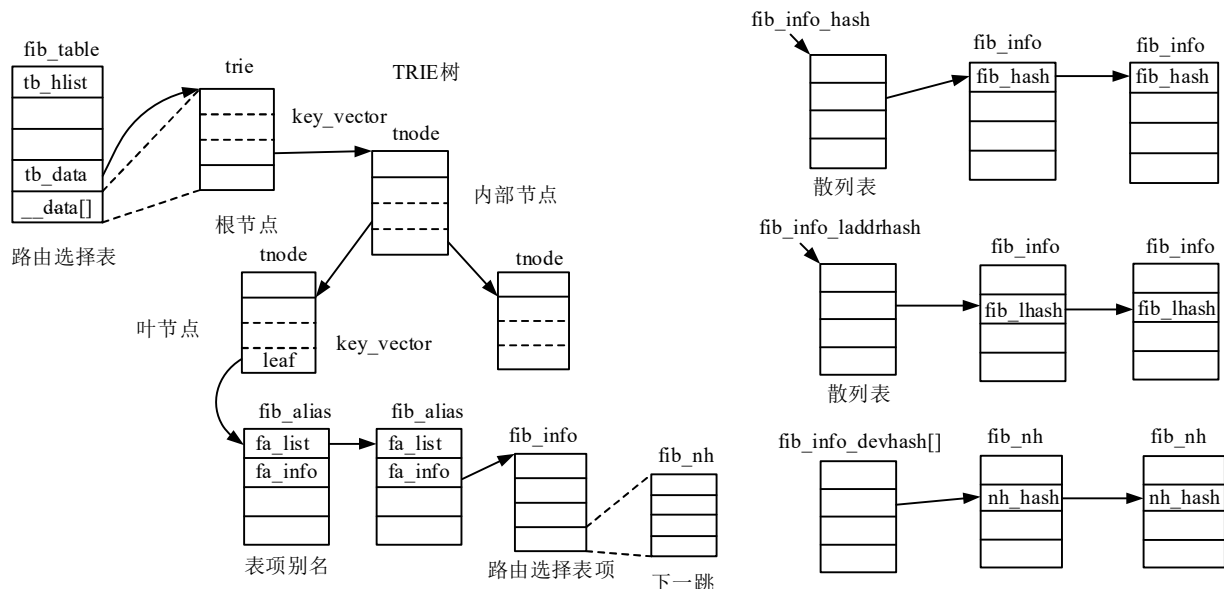 fib_table
tb_hlist
tb_data
__data[]
路由选择表
trie
根节点
TRIE树
key_vector
tnode
内部节点
tnode
叶节点
leaf
key_vector
tnode
fib_alias
fa_list
fa_info
表项别名
fib_alias
fa_list
fa_info
fib_info
路由选择表项
fib_nh
下一跳
fib_info_hash
散列表
fib_info
fib_hash
fib_info
fib_hash
fib_info_laddrhash
散列表
fib_info
fib_lhash
fib_info
fib_lhash
fib_info_devhash[]
fib_nh
nh_hash
fib_nh
nh_hash